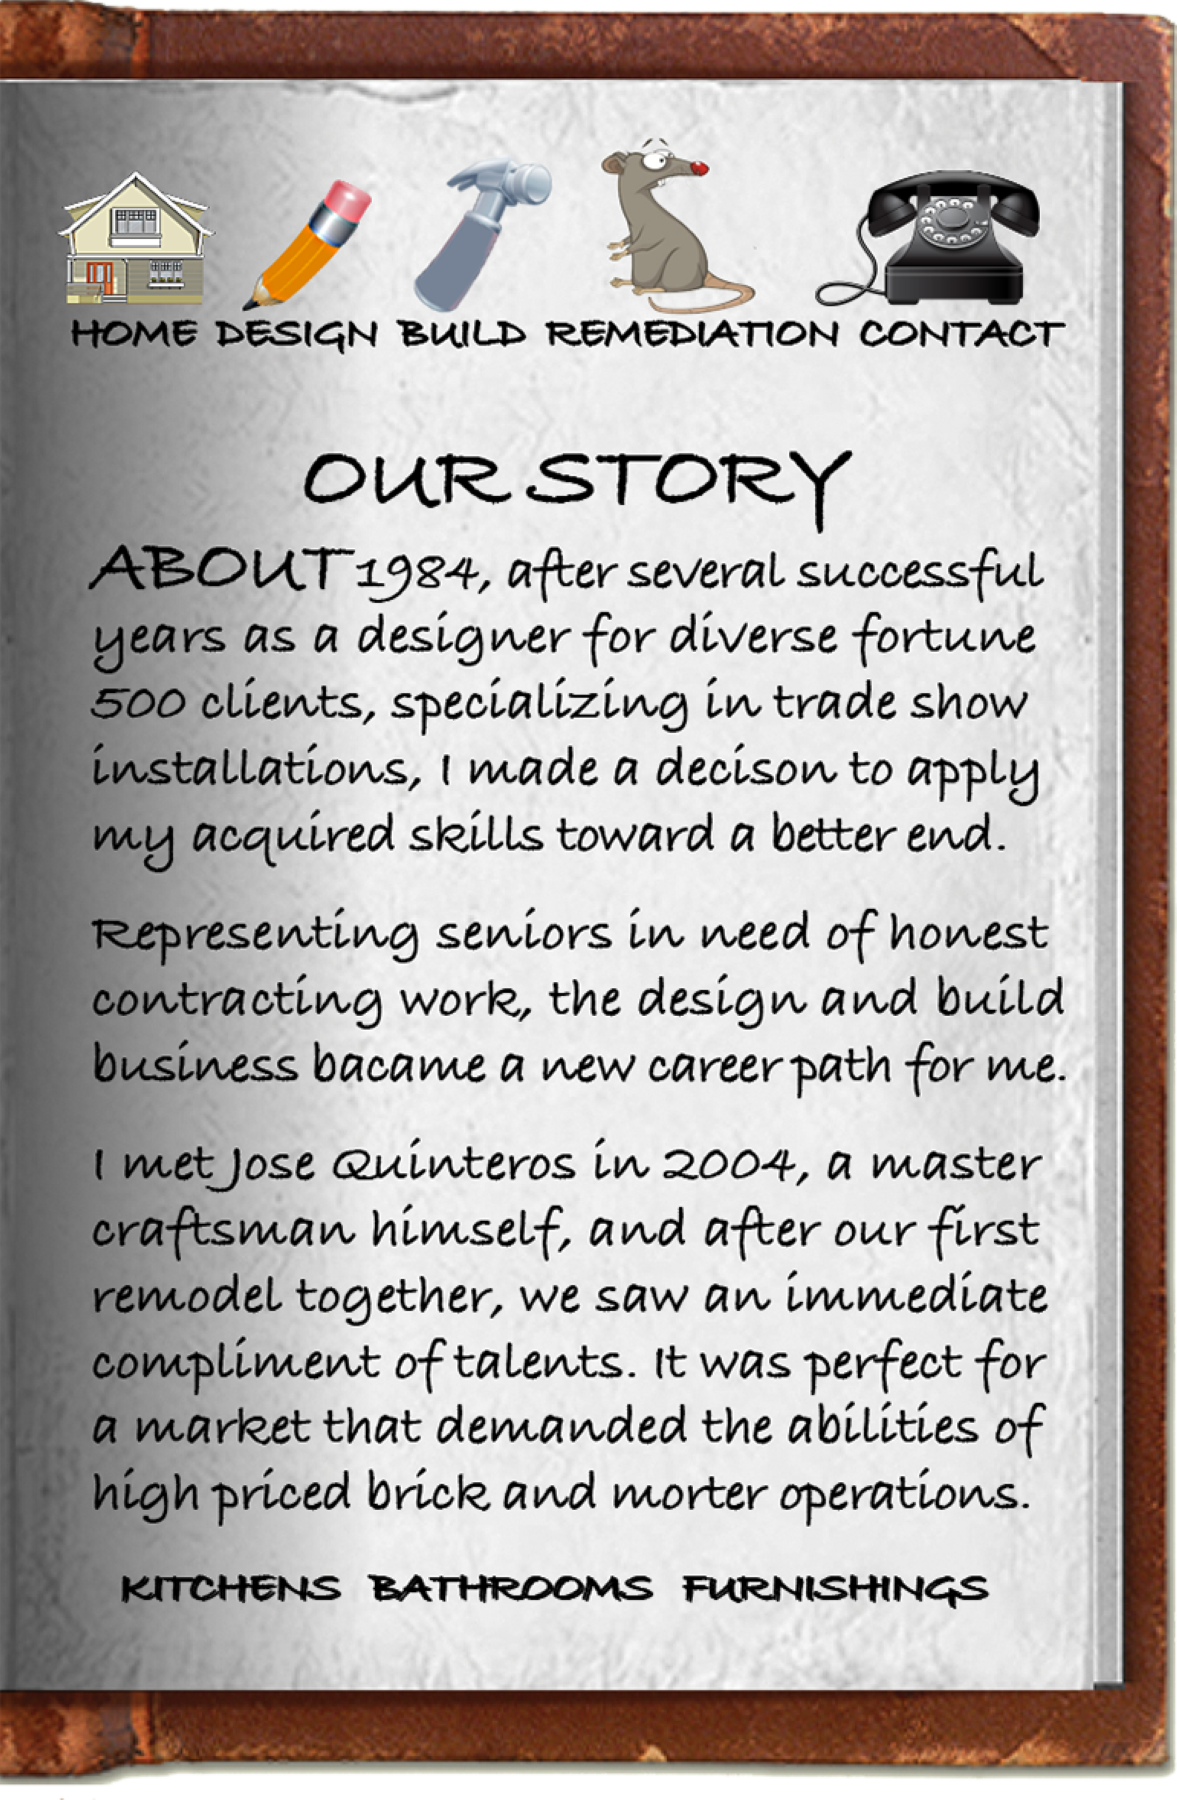 HOME DESIGN BUILD REMEDIATION CONTACT
OUR STORY
ABOUT 1984, after several successful
years as a designer for diverse fortune
500 clients, specializing in trade show
installations, I made a decison to apply
my acquired skills toward a better end.
Representing seniors in need of honest
contracting work, the design and build
business bacame a new career path for me.
I met Jose Quinteros in 2004, a master
craftsman himself, and after our first
remodel together, we saw an immediate
compliment of talents. It was perfect for
a market that demanded the abilities of
high priced brick and morter operations.
KITCHENS BATHROOMS FURNISHINGS